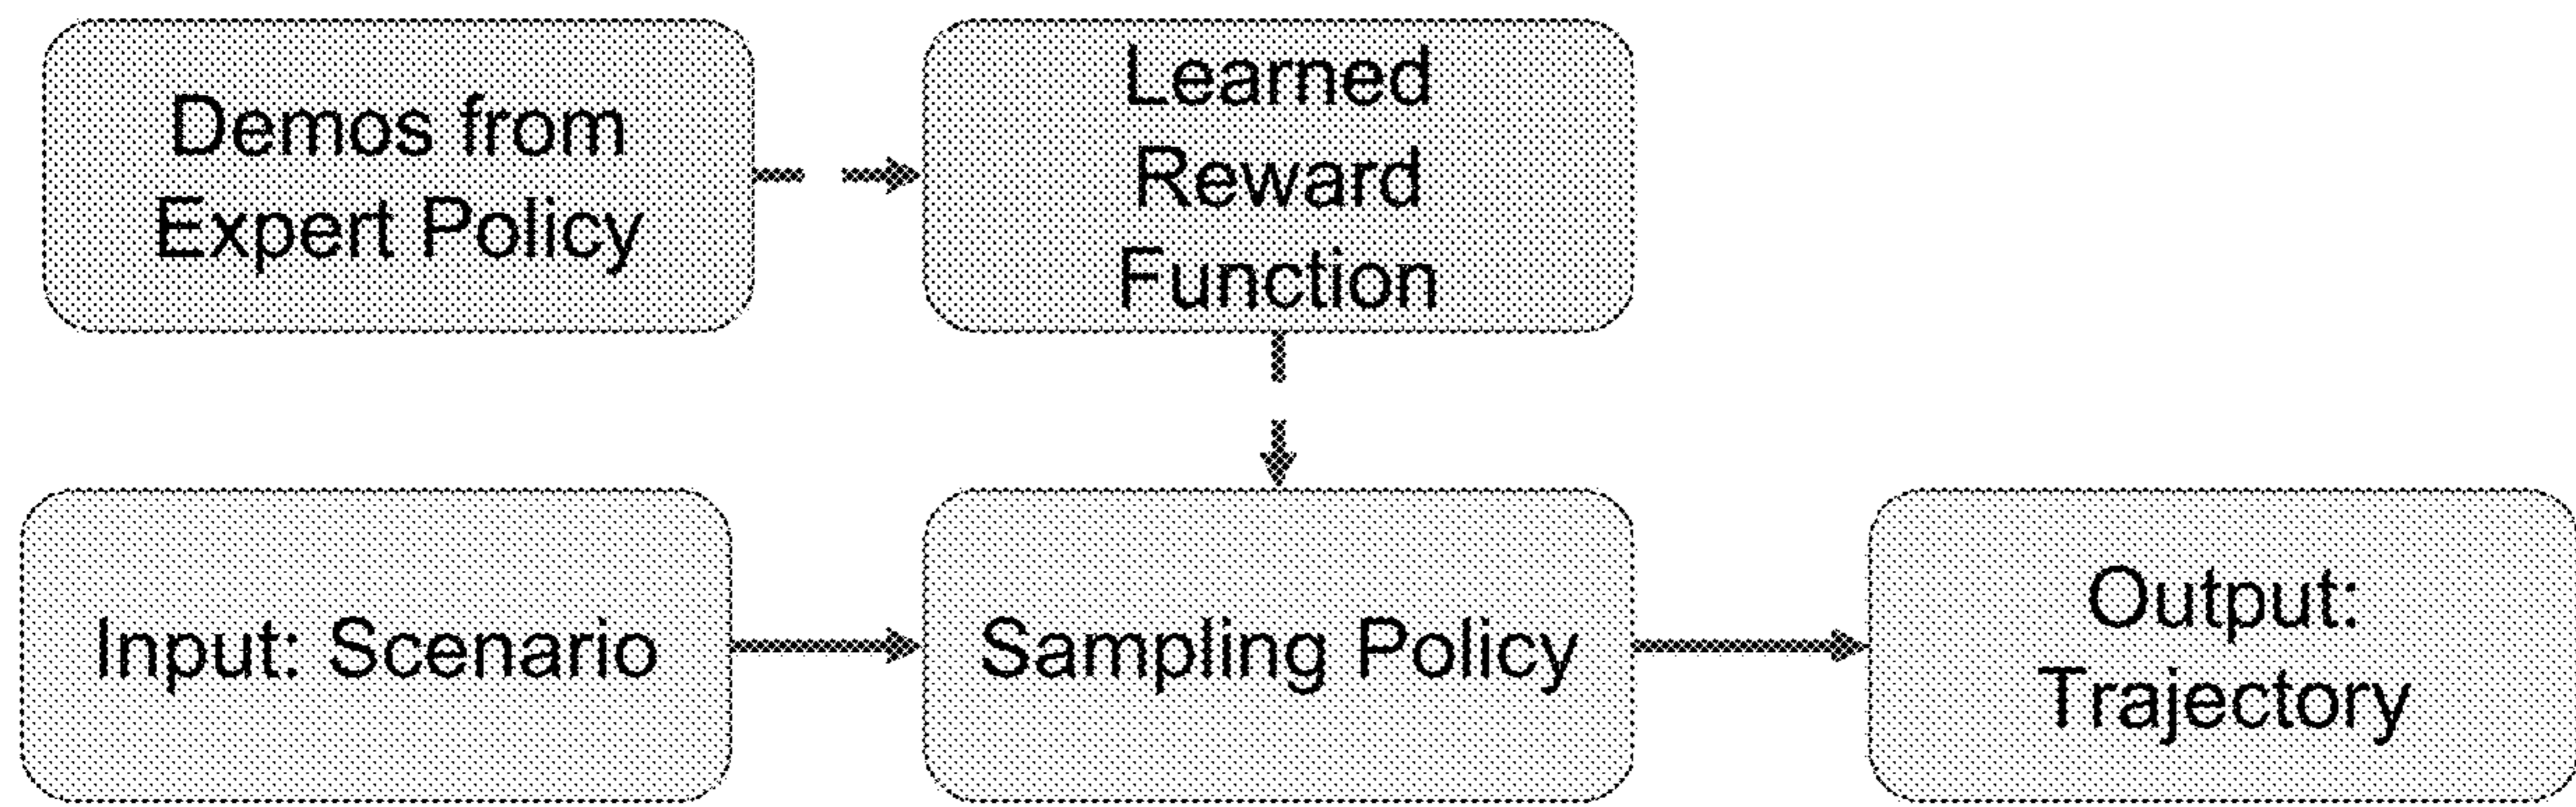 Demos from
Expert Policy
Learned
Reward
Function
Input: Scenario
Sampling Policy
Output:
Trajectory